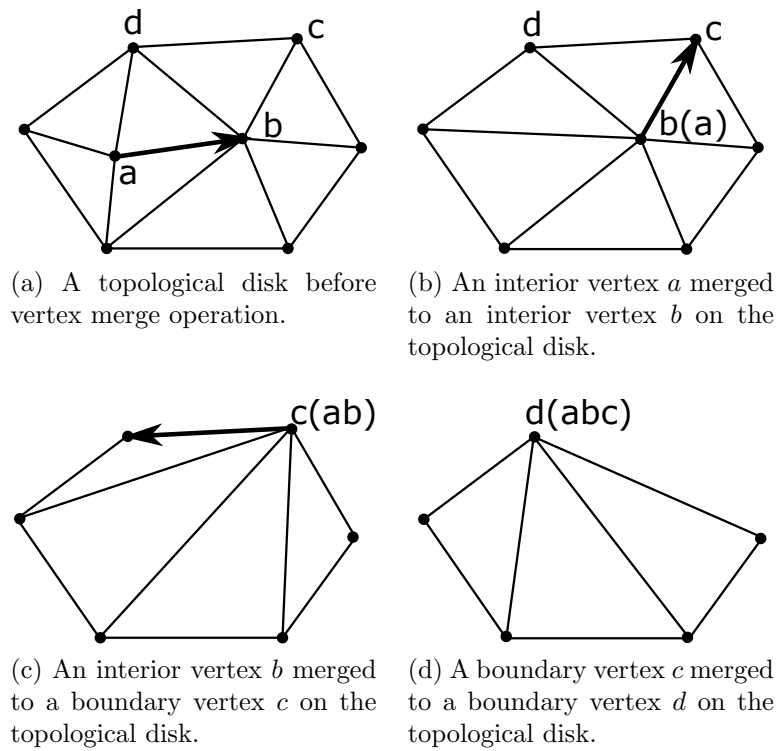 d
c
b
a
(a) A topological disk before
vertex merge operation.
d
c
b(a)
(b) An interior vertex a merged
to an interior vertex b on the
topological disk.
c(ab)
(c) An interior vertex b merged
to a boundary vertex c on the
topological disk.
d(abc)
(d) A boundary vertex c merged
to a boundary vertex d on the
topological disk.